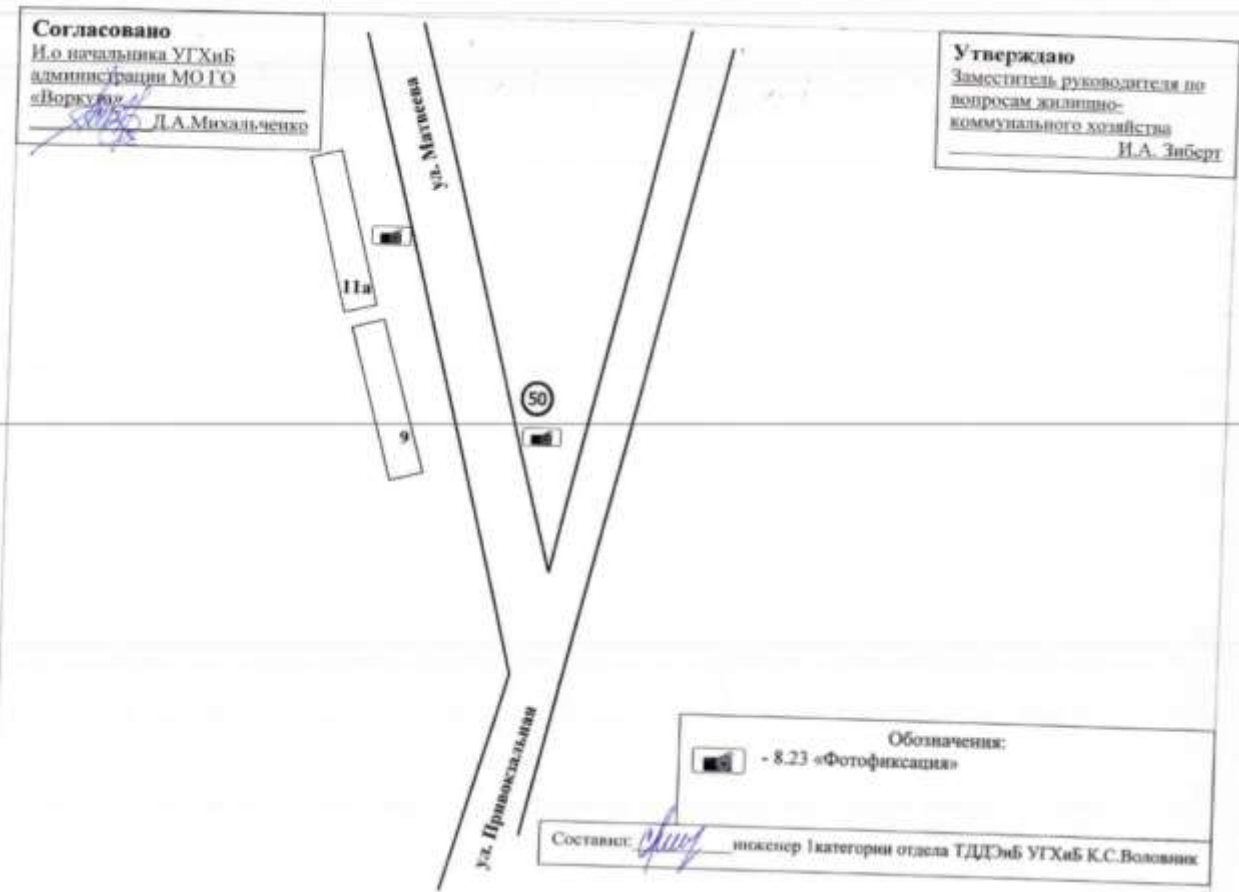 Согласовано
И.о начальника УГХиБ
администрации МО ГО
«Воркута»
Д.А.Михальченко
Утверждаю
Заместитель руководителя по
вопросам жилищно-
коммунального хозяйства
И.А. Зиберт
ул. Матвеева
11а
50
9
ул. Привокзальная
Обозначения:
- 8.23 «Фотофиксация»
Составил: инженер 1категории отдела ТДДЭиБ УГХиБ К.С.Воловник